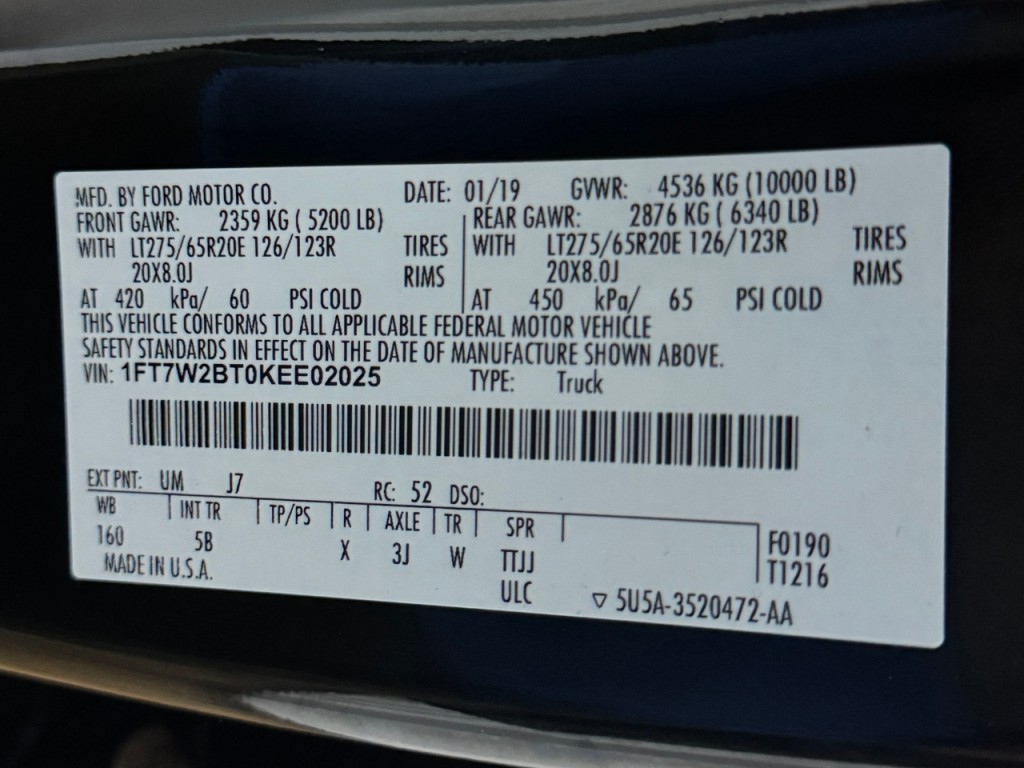 MFD. BY FORD MOTOR CO. DATE: 01/19 GVWR: 4536 KG (10000 LB)
FRONT GAWR: 2359 KG ( 5200 LB) REAR GAWR: 2876 KG ( 6340 LB)
WITH LT275/65R20E 126/123R TIRES WITH LT275/65R20E 126/123R TIRES
20X8.0J RIMS 20X8.0J RIMS
AT 420 kPa/ 60 PSI COLD AT 450 kPa/ 65 PSI COLD
THIS VEHICLE CONFORMS TO ALL APPLICABLE FEDERAL MOTOR VEHICLE
SAFETY STANDARDS IN EFFECT ON THE DATE OF MANUFACTURE SHOWN ABOVE.
VIN: 1FT7W2BT0KEE02025 TYPE: Truck
EXT PNT: UM J7 RC: 52 DSO:
WB INT TR TP/PS R AXLE TR SPR
160 5B X 3J W TTJJ F0190
MADE IN U.S.A. ULC T1216
▽ 5U5A-3520472-AA